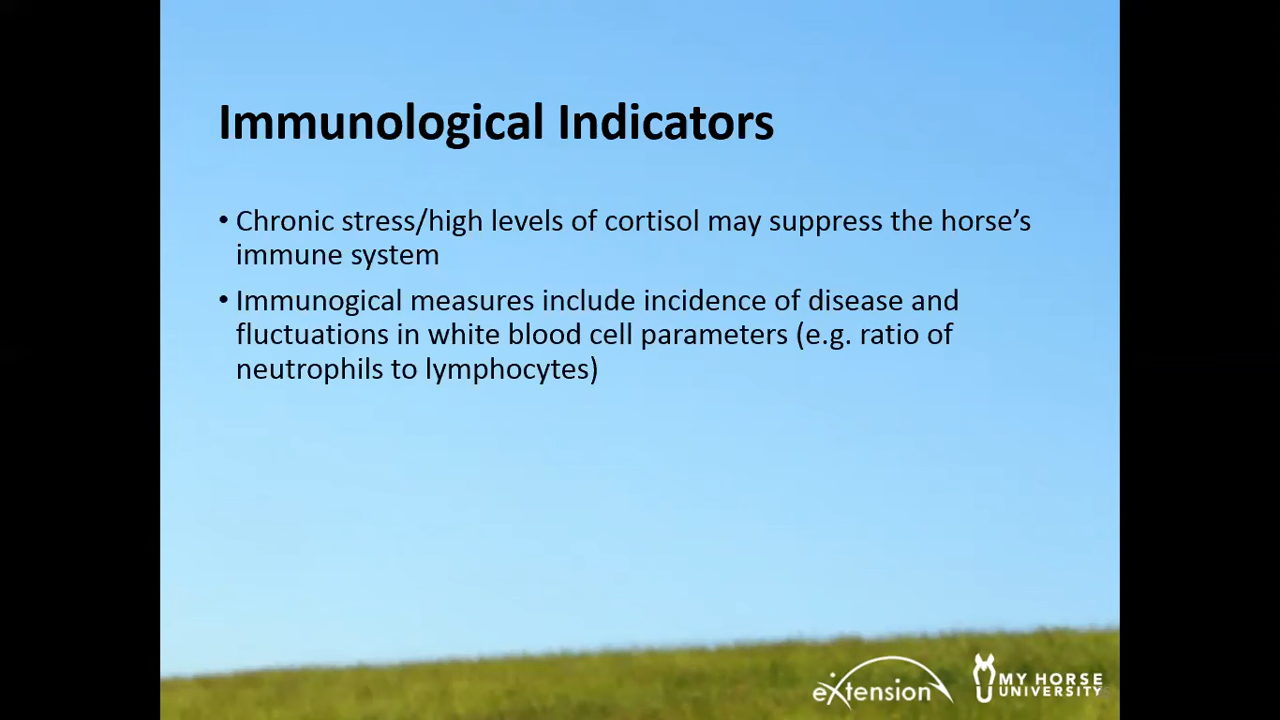 Immunological Indicators
• Chronic stress/high levels of cortisol may suppress the horse’s
immune system
• Immunogical measures include incidence of disease and
fluctuations in white blood cell parameters (e.g. ratio of
neutrophils to lymphocytes)
eXtension
MY HORSE
UNIVERSITY